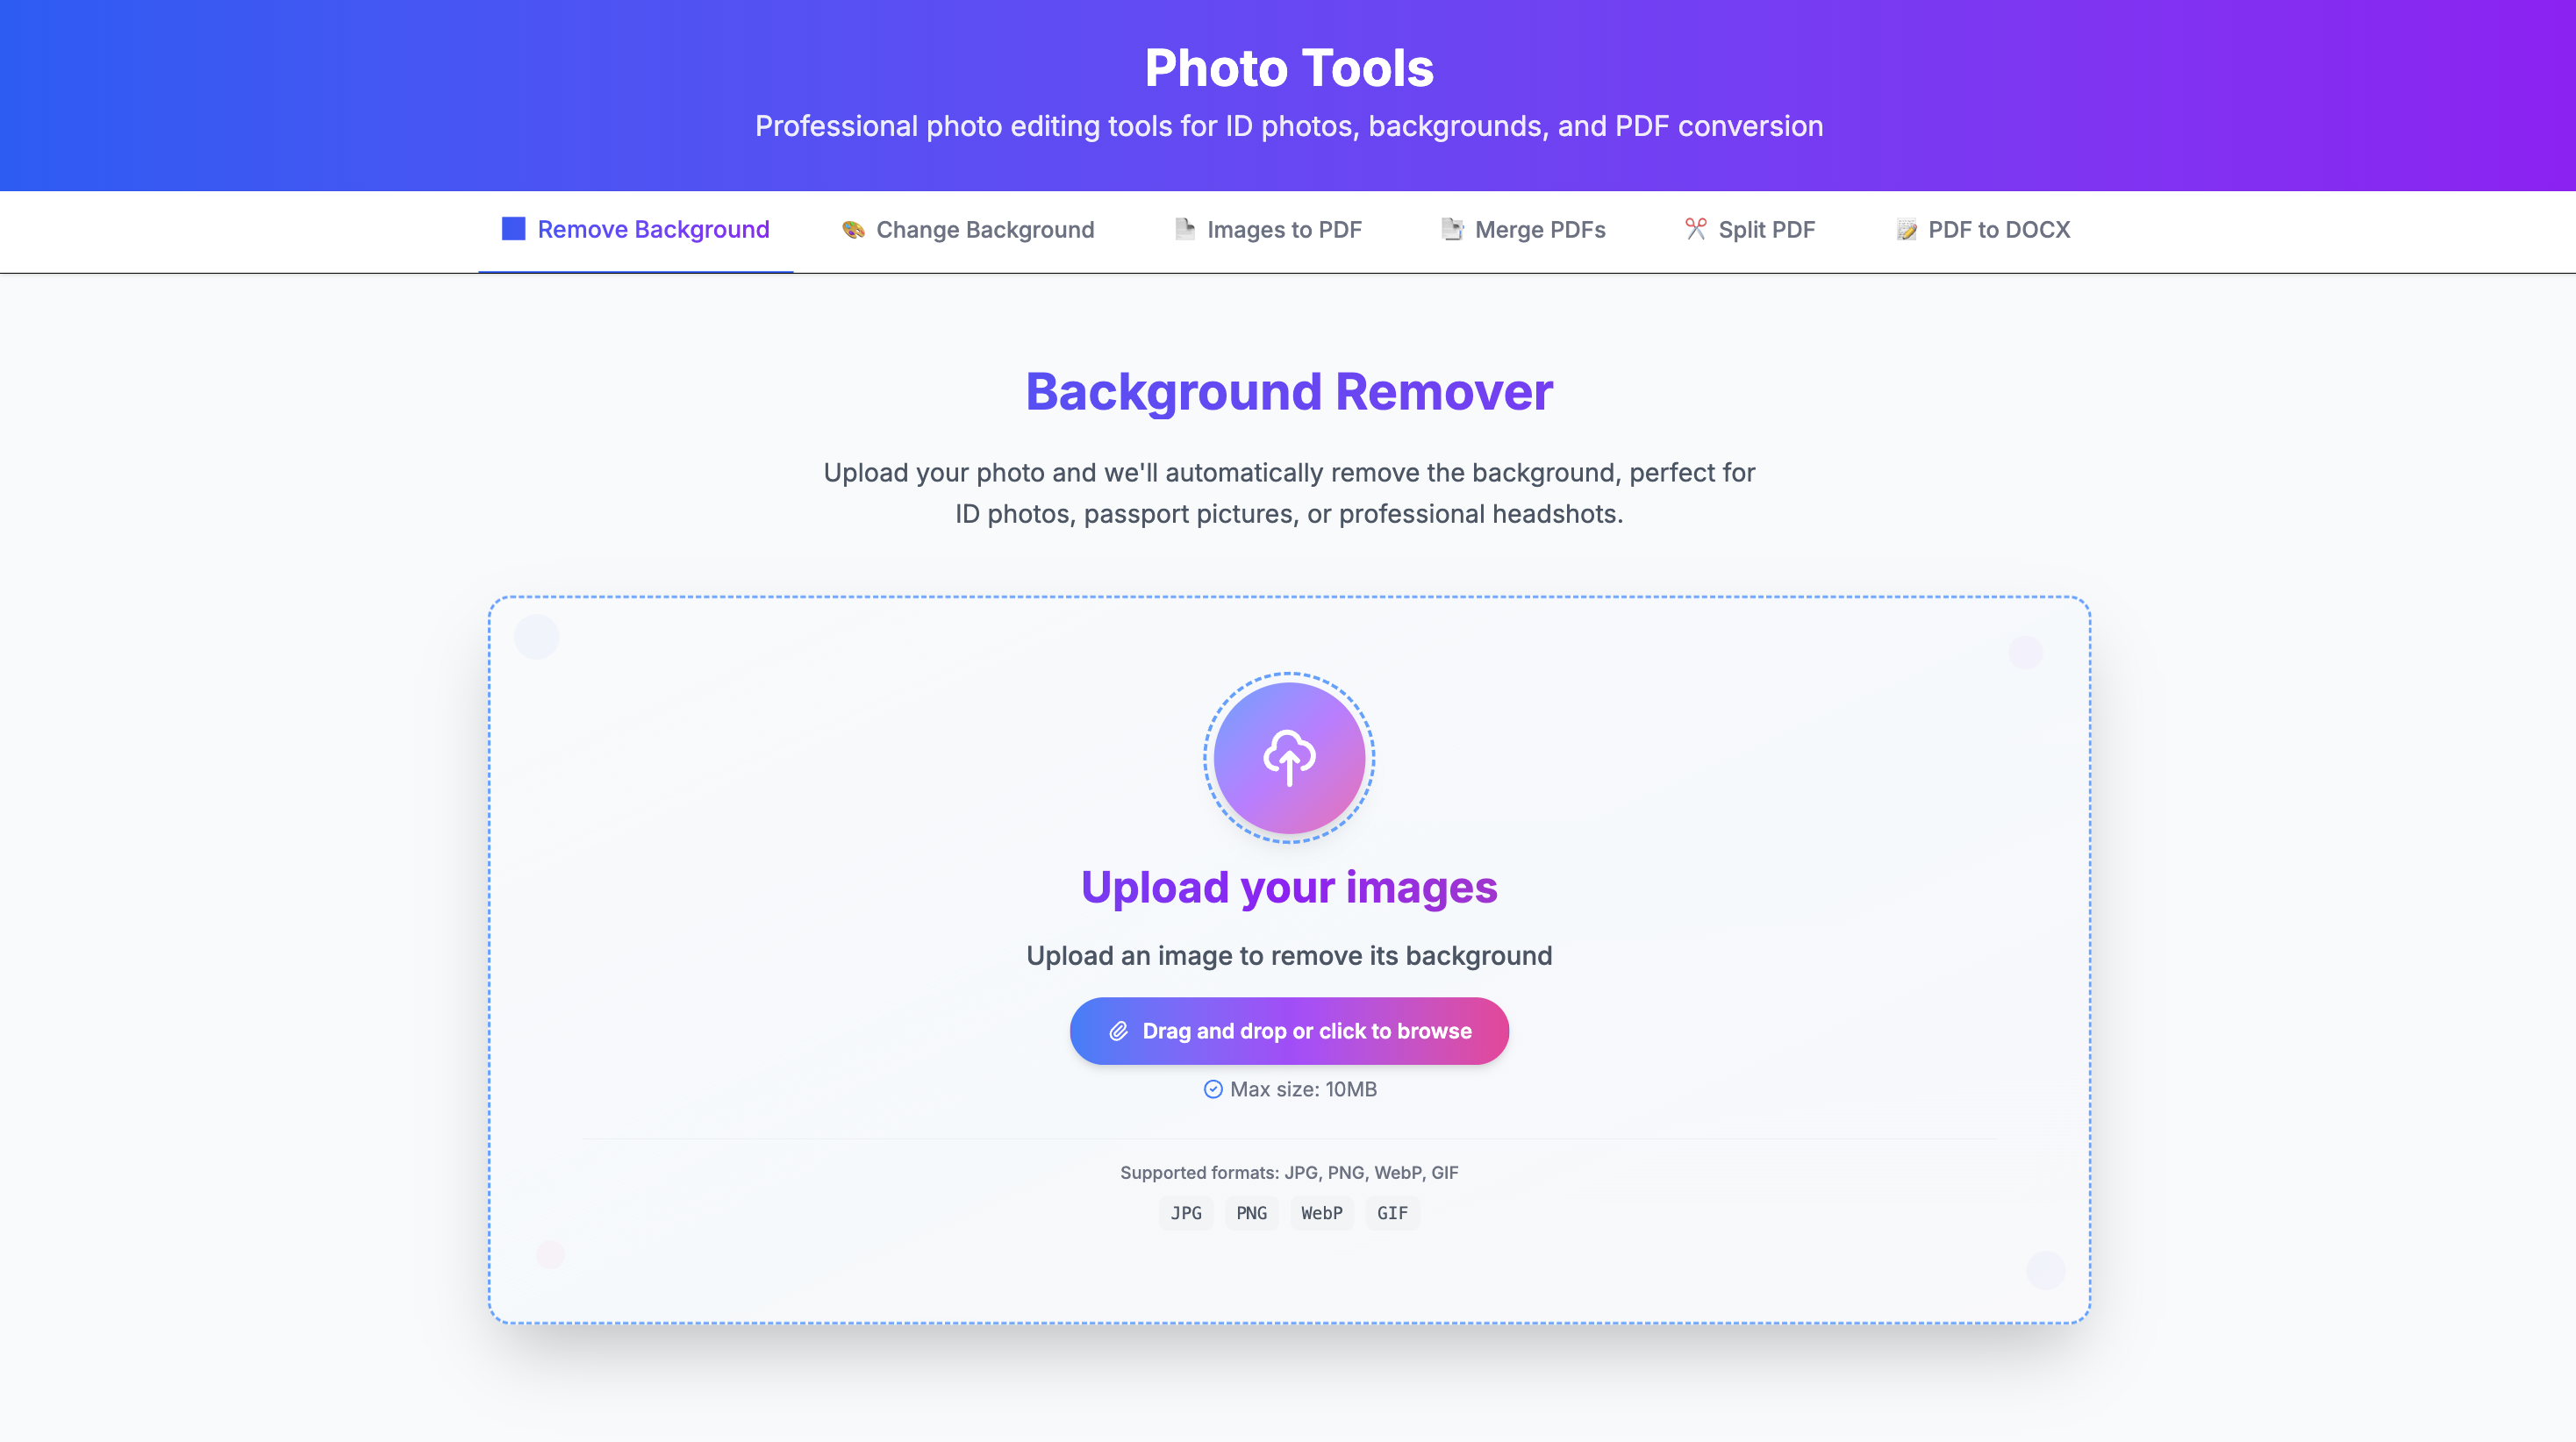 Photo Tools
Professional photo editing tools for ID photos, backgrounds, and PDF conversion
Remove Background
Change Background
Images to PDF
Merge PDFs
Split PDF
PDF to DOCX
Background Remover
Upload your photo and we'll automatically remove the background, perfect for
ID photos, passport pictures, or professional headshots.
Upload your images
Upload an image to remove its background
Drag and drop or click to browse
Max size: 10MB
Supported formats: JPG, PNG, WebP, GIF
JPG PNG WebP GIF